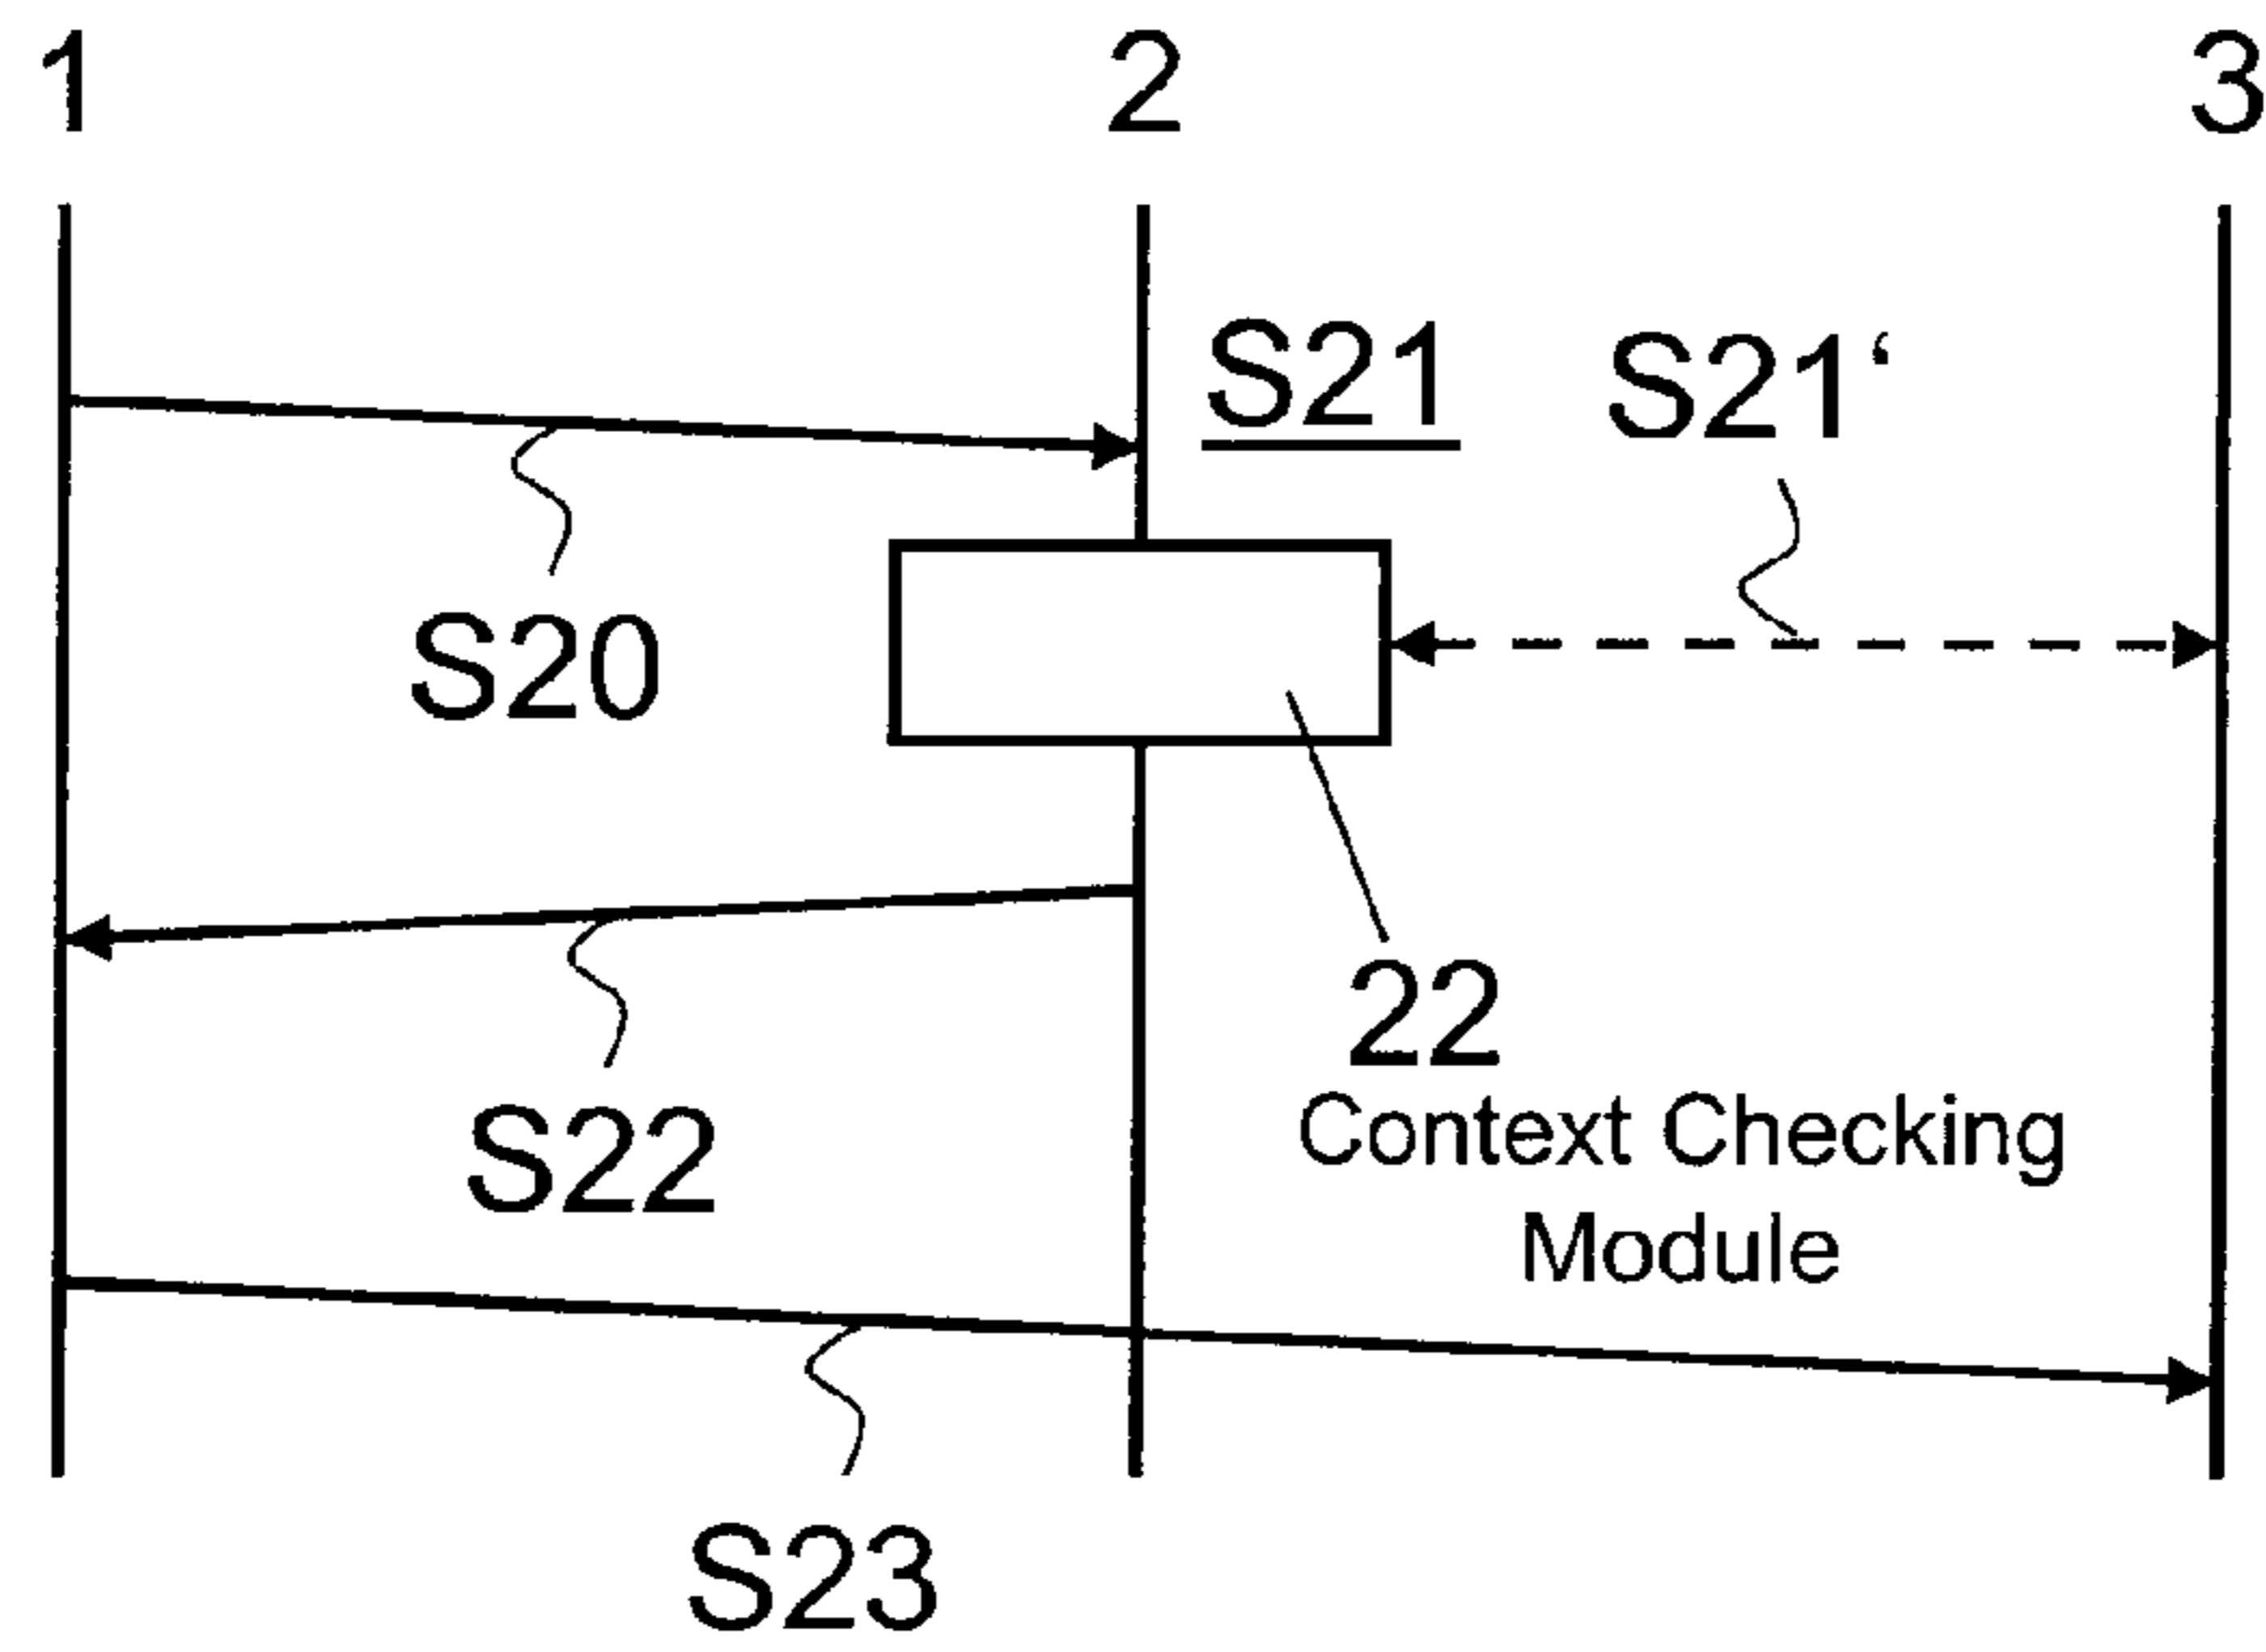 1 2 3
S21 S21‘
S20
22
Context Checking
Module
S22
S23